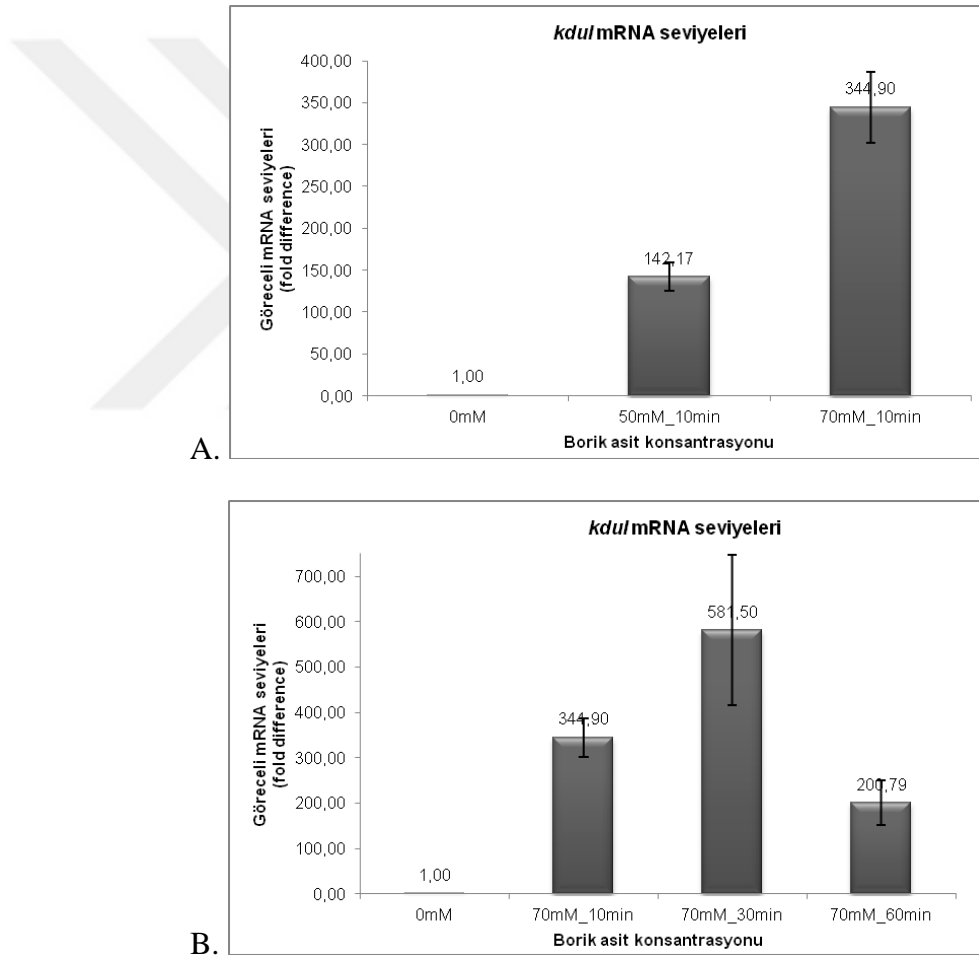 kduI mRNA seviyeleri
Göreceli mRNA seviyeleri
(fold difference)
400,00
350,00
300,00
250,00
200,00
150,00
100,00
50,00
0,00
1,00
142,17
344,90
0mM
50mM_10min
70mM_10min
Borik asit konsantrasyonu
A.
kduI mRNA seviyeleri
Göreceli mRNA seviyeleri
(fold difference)
700,00
600,00
500,00
400,00
300,00
200,00
100,00
0,00
1,00
344,90
581,50
200,79
0mM
70mM_10min
70mM_30min
70mM_60min
Borik asit konsantrasyonu
B.